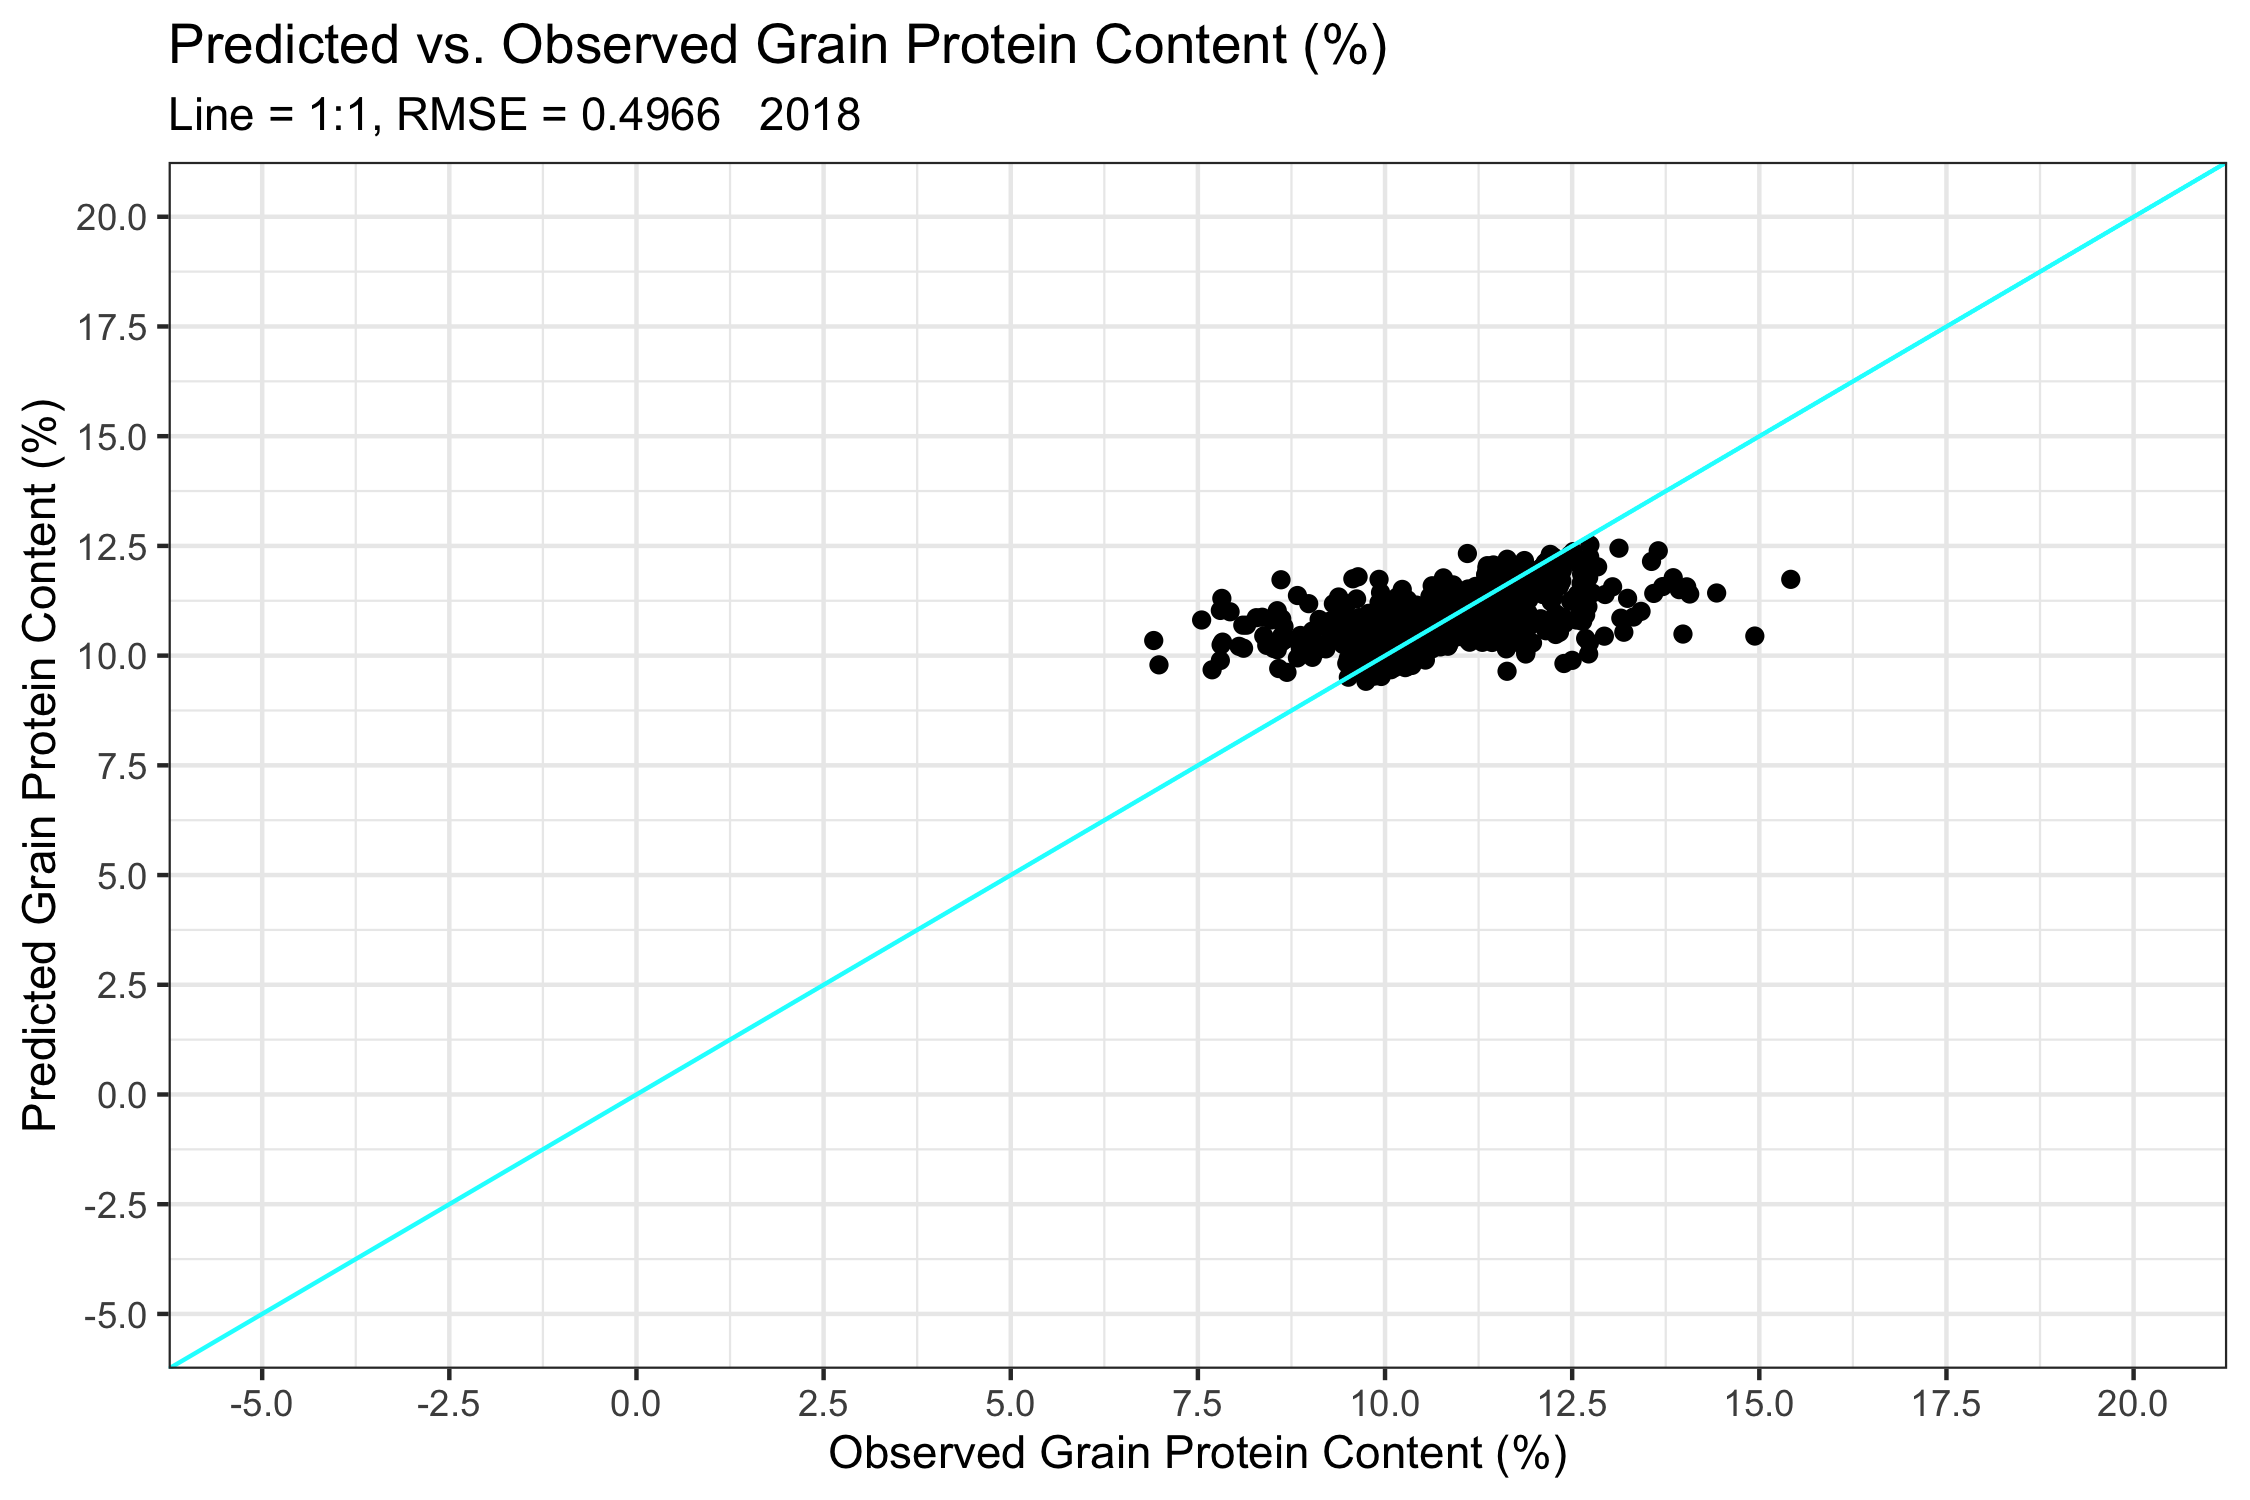 Predicted vs. Observed Grain Protein Content (%)
Line = 1:1, RMSE = 0.4966   2018
Predicted Grain Protein Content (%)
20.0
17.5
15.0
12.5
10.0
7.5
5.0
2.5
0.0
-2.5
-5.0
-5.0 -2.5 0.0 2.5 5.0 7.5 10.0 12.5 15.0 17.5 20.0
Observed Grain Protein Content (%)